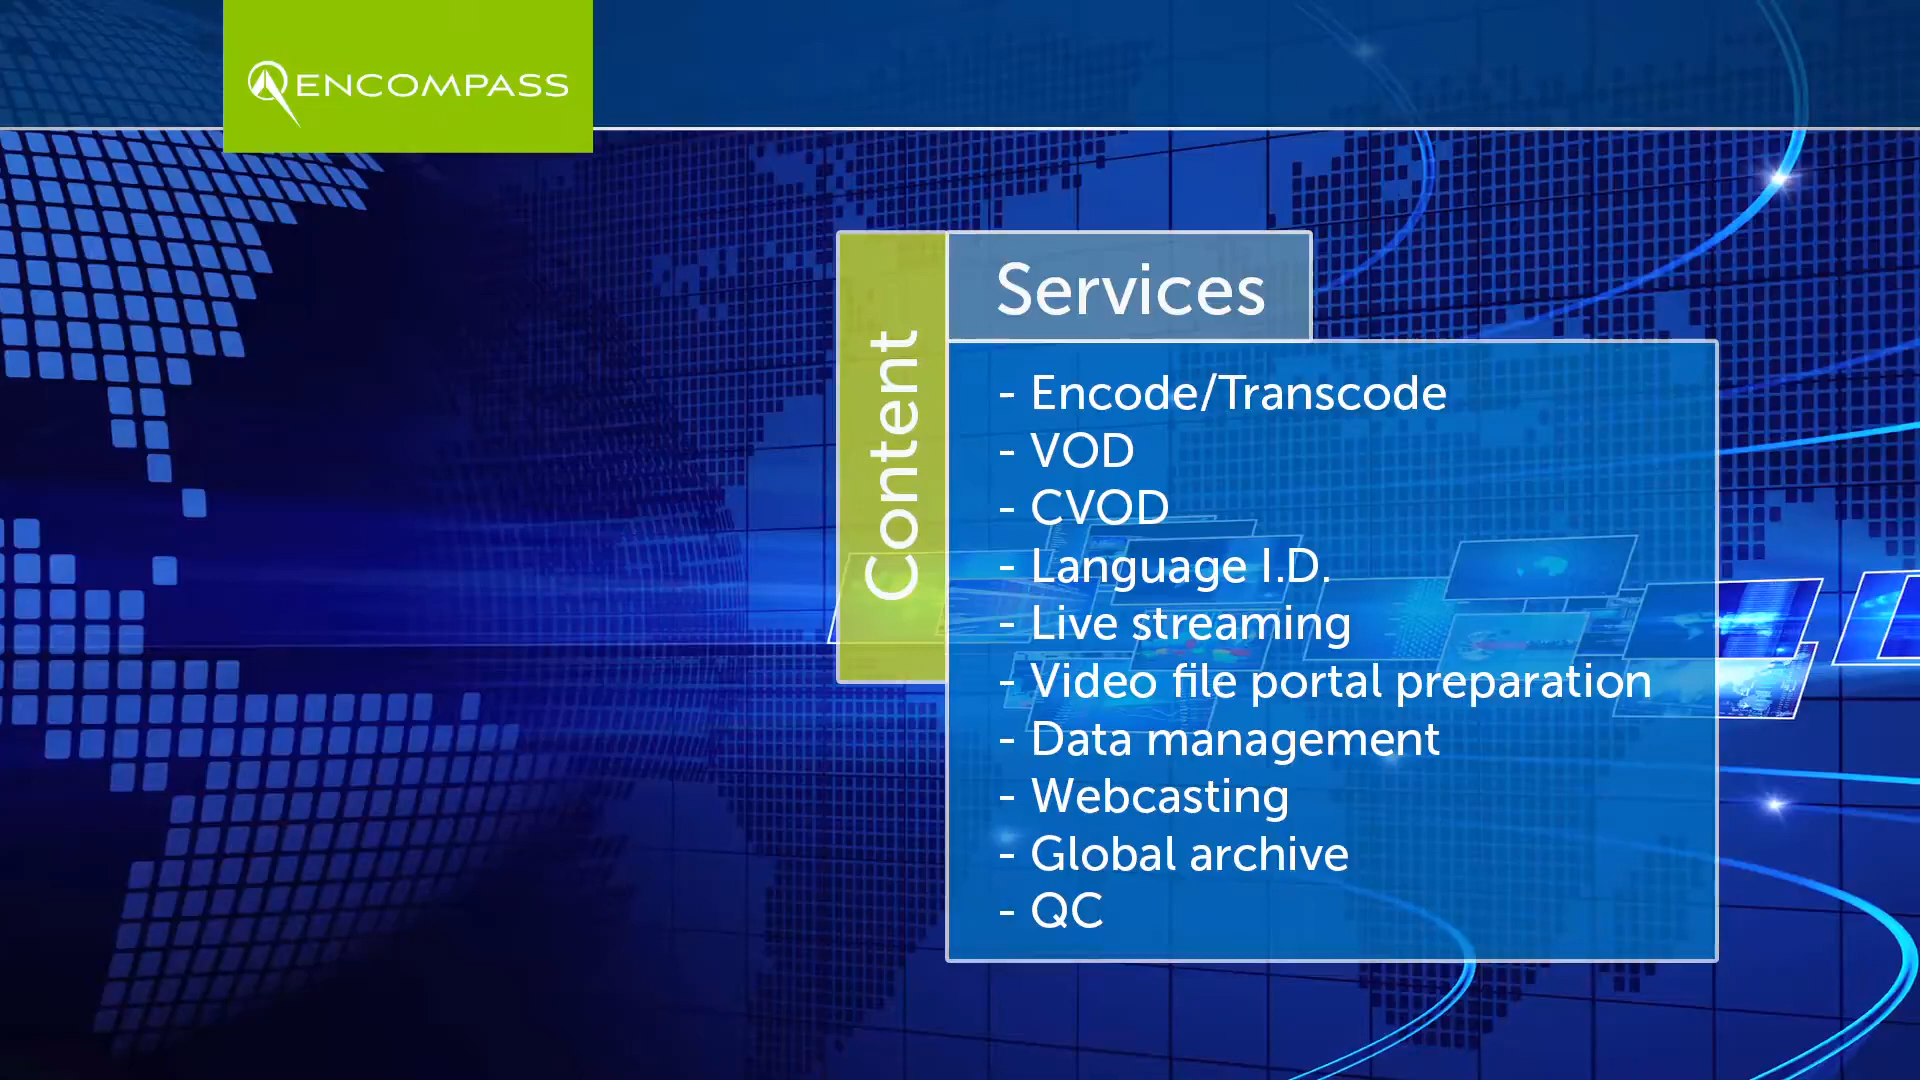 ENCOMPASS
Content
Services
- Encode/Transcode
- VOD
- CVOD
- Language I.D.
- Live streaming
- Video file portal preparation
- Data management
- Webcasting
- Global archive
- QC